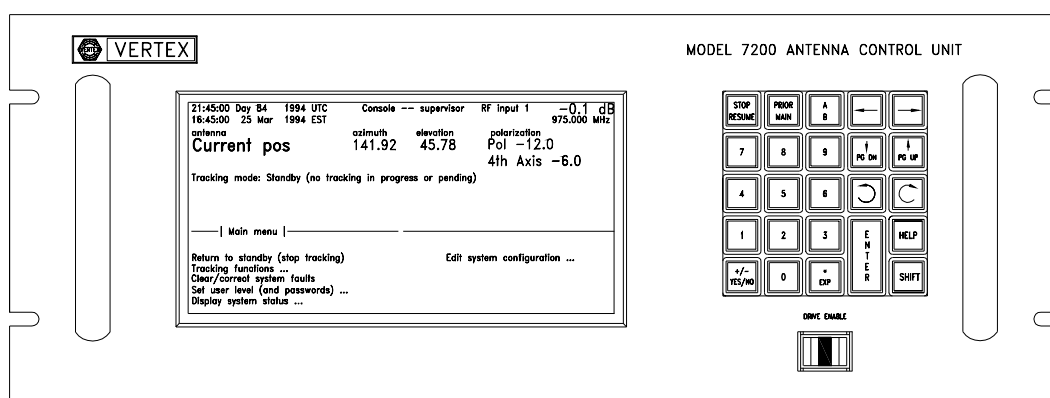 VERTEX
VERTEX
MODEL 7200 ANTENNA CONTROL UNIT
21:45:00 Day 84 1994 UTC Console -- supervisor RF input 1 -0.1 dB
16:45:00 25 Mar 1994 EST 975.000 MHz
antenna azimuth elevation polarization
Current pos 141.92 45.78 Pol -12.0
4th Axis -6.0
Tracking mode: Standby (no tracking in progress or pending)
Main menu
Return to standby (stop tracking) Edit system configuration ...
Tracking funations ...
Clear/correot system faults
Set user level (and passwords) ...
Display system status ...
STOP RESUME PRIOR MAIN A B
7 8 9 PG DN PG UP
4 5 6
1 2 3 ENTER HELP
+/- YES/NO 0 * EXP SHIFT
DRIVE ENABLE